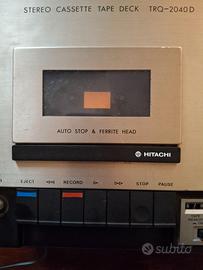 STEREO CASSETTE TAPE DECK TRQ-2040D
AUTO STOP & FERRITE HEAD
HITACHI
EJECT ◁◁ RECORD ▷ ▷▷ STOP PAUSE
subito